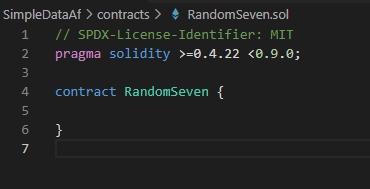 SimpleDataAf > contracts > RandomSeven.sol
1 // SPDX-License-Identifier: MIT
2 pragma solidity >=0.4.22 <0.9.0;
3
4 contract RandomSeven {
5
6 }
7